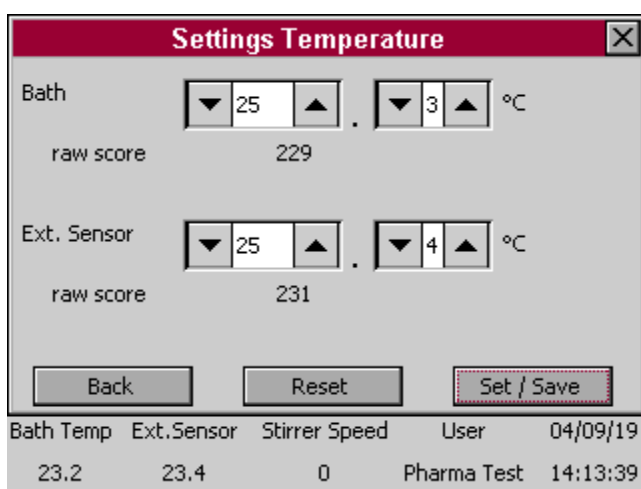 Settings Temperature
Bath 25 . 3 °C
raw score 229
Ext. Sensor 25 . 4 °C
raw score 231
Back Reset Set / Save
Bath Temp Ext.Sensor Stirrer Speed User 04/09/19
23.2 23.4 0 Pharma Test 14:13:39